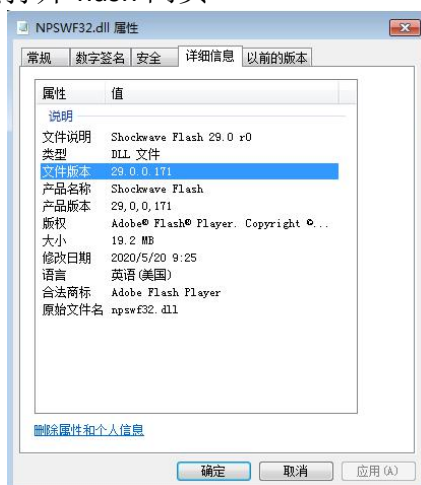 NPSWF32.dll 属性
常规 数字签名 安全 详细信息 以前的版本
属性 值
说明
文件说明 Shockwave Flash 29.0 r0
类型 DLL 文件
文件版本 29.0.0.171
产品名称 Shockwave Flash
产品版本 29,0,0,171
版权 Adobe® Flash® Player. Copyright ©...
大小 19.2 MB
修改日期 2020/5/20 9:25
语言 英语(美国)
合法商标 Adobe Flash Player
原始文件名 npswf32.dll
删除属性和个人信息
确定 取消 应用(A)